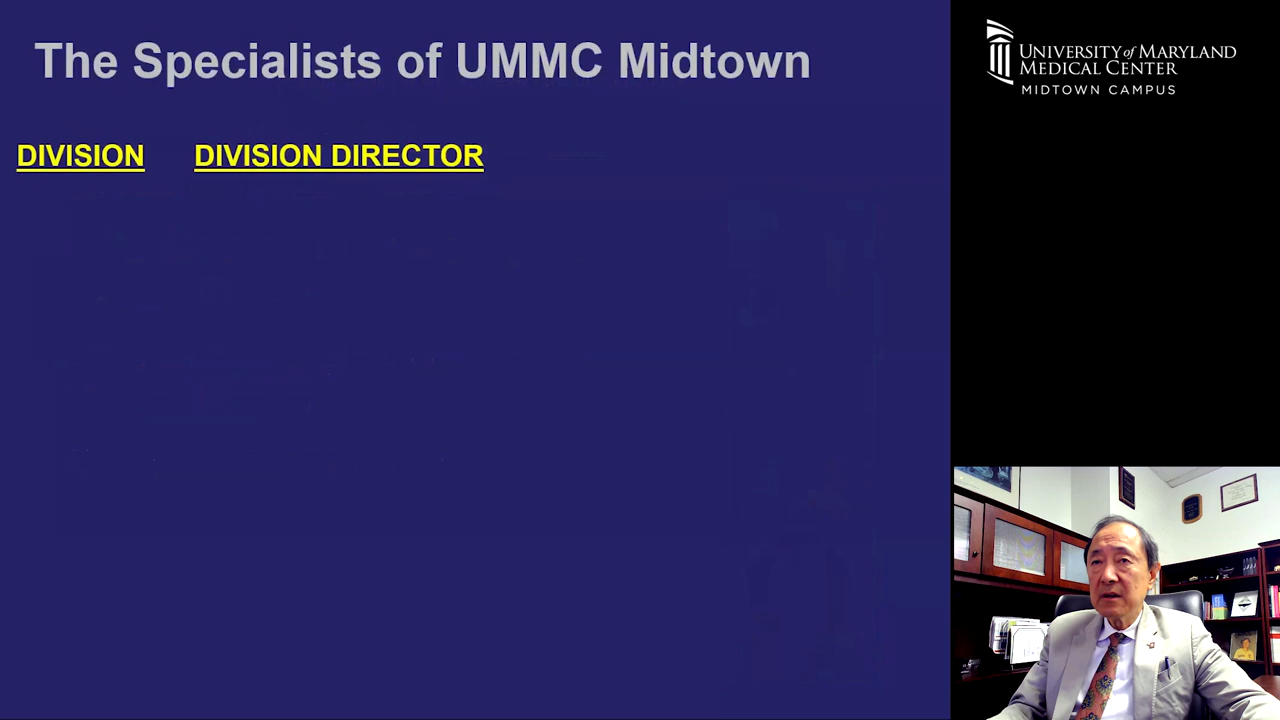 The Specialists of UMMC Midtown
DIVISION DIVISION DIRECTOR
UNIVERSITY of MARYLAND
MEDICAL CENTER
MIDTOWN CAMPUS